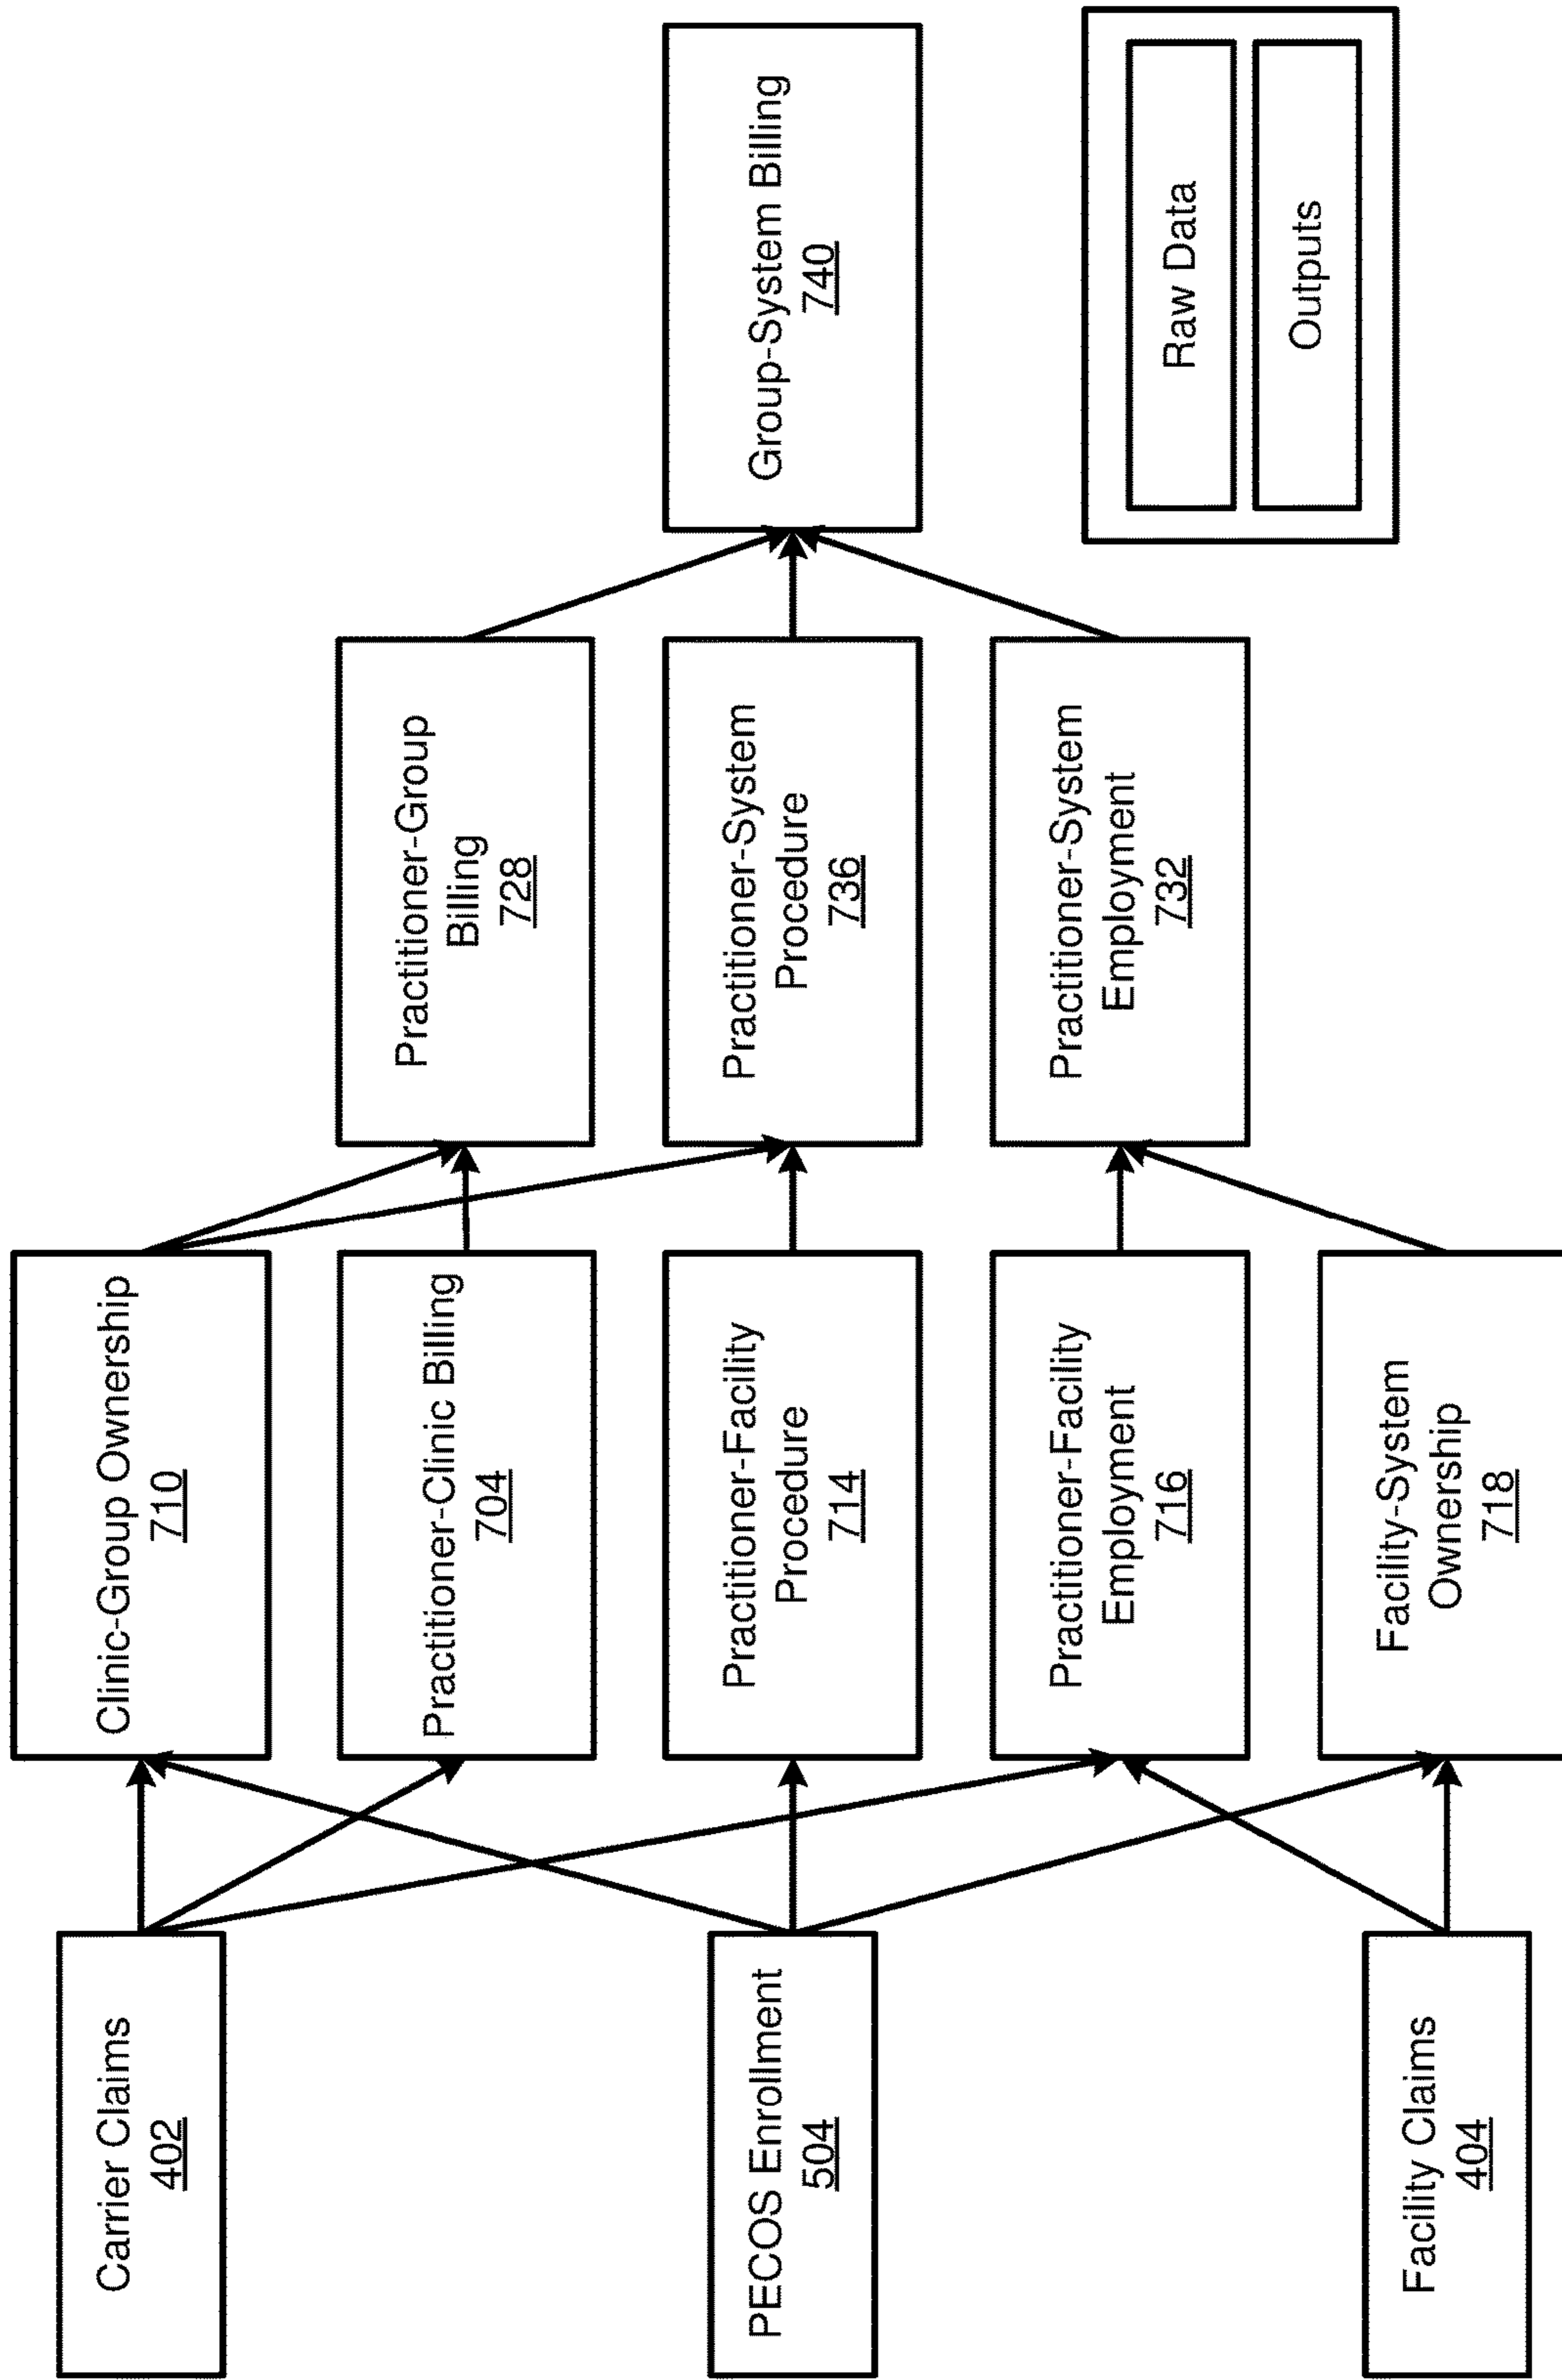 Carrier Claims
402
PECOS Enrollment
504
Facility Claims
404
Clinic-Group Ownership
710
Practitioner-Clinic Billing
704
Practitioner-Facility
Procedure
714
Practitioner-Facility
Employment
716
Facility-System
Ownership
718
Practitioner-Group
Billing
728
Practitioner-System
Procedure
736
Practitioner-System
Employment
732
Group-System Billing
740
Raw Data
Outputs